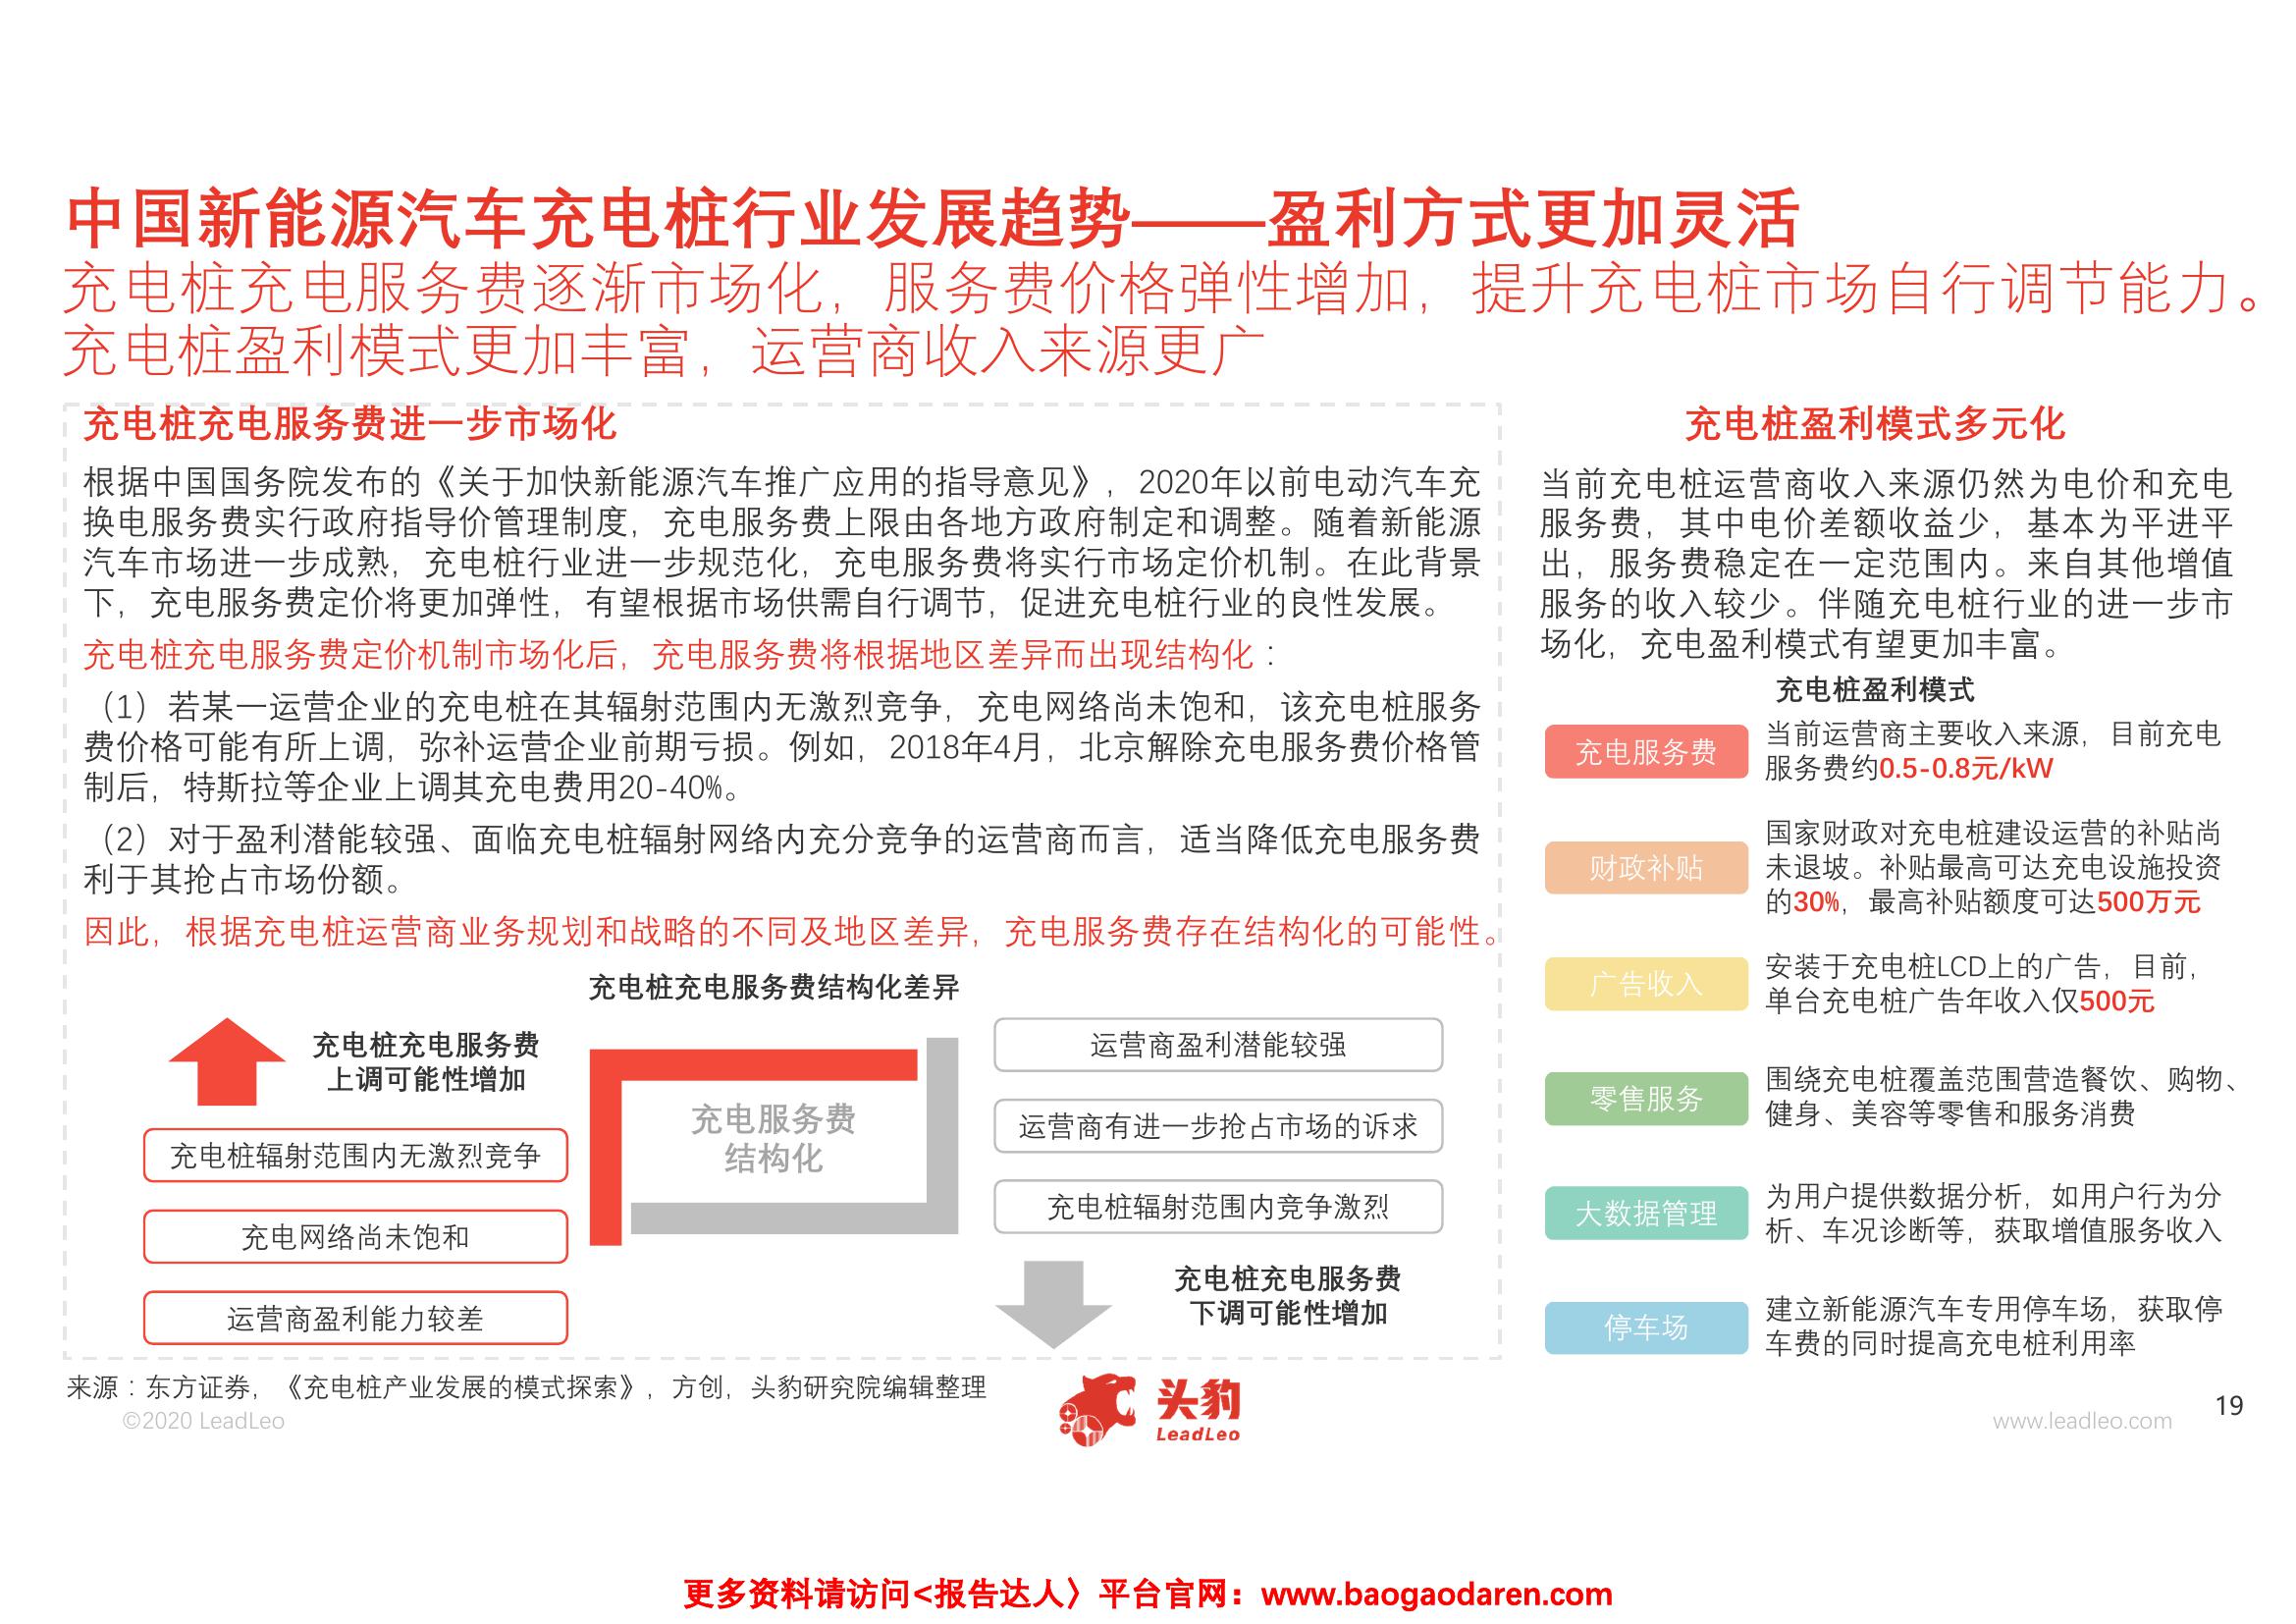 中国新能源汽车充电桩行业发展趋势——盈利方式更加灵活
充电桩充电服务费逐渐市场化，服务费价格弹性增加，提升充电桩市场自行调节能力。
充电桩盈利模式更加丰富，运营商收入来源更广
充电桩充电服务费进一步市场化
根据中国国务院发布的《关于加快新能源汽车推广应用的指导意见》，2020年以前电动汽车充
换电服务费实行政府指导价管理制度，充电服务费上限由各地方政府制定和调整。随着新能源
汽车市场进一步成熟，充电桩行业进一步规范化，充电服务费将实行市场定价机制。在此背景
下，充电服务费定价将更加弹性，有望根据市场供需自行调节，促进充电桩行业的良性发展。
充电桩充电服务费定价机制市场化后，充电服务费将根据地区差异而出现结构化：
（1）若某一运营企业的充电桩在其辐射范围内无激烈竞争，充电网络尚未饱和，该充电桩服务
费价格可能有所上调，弥补运营企业前期亏损。例如，2018年4月，北京解除充电服务费价格管
制后，特斯拉等企业上调其充电费用20-40%。
（2）对于盈利潜能较强、面临充电桩辐射网络内充分竞争的运营商而言，适当降低充电服务费
利于其抢占市场份额。
因此，根据充电桩运营商业务规划和战略的不同及地区差异，充电服务费存在结构化的可能性。
充电桩充电服务费结构化差异
充电桩充电服务费
上调可能性增加
充电桩辐射范围内无激烈竞争
充电网络尚未饱和
运营商盈利能力较差
充电服务费
结构化
运营商盈利潜能较强
运营商有进一步抢占市场的诉求
充电桩辐射范围内竞争激烈
充电桩充电服务费
下调可能性增加
充电桩盈利模式多元化
当前充电桩运营商收入来源仍然为电价和充电
服务费，其中电价差额收益少，基本为平进平
出，服务费稳定在一定范围内。来自其他增值
服务的收入较少。伴随充电桩行业的进一步市
场化，充电盈利模式有望更加丰富。
充电桩盈利模式
充电服务费
当前运营商主要收入来源，目前充电
服务费约0.5-0.8元/kW
财政补贴
国家财政对充电桩建设运营的补贴尚
未退坡。补贴最高可达充电设施投资
的30%，最高补贴额度可达500万元
广告收入
安装于充电桩LCD上的广告，目前，
单台充电桩广告年收入仅500元
零售服务
围绕充电桩覆盖范围营造餐饮、购物、
健身、美容等零售和服务消费
大数据管理
为用户提供数据分析，如用户行为分
析、车况诊断等，获取增值服务收入
停车场
建立新能源汽车专用停车场，获取停
车费的同时提高充电桩利用率
来源：东方证券，《充电桩产业发展的模式探索》，方创，头豹研究院编辑整理
©2020 LeadLeo
头豹
LeadLeo
www.leadleo.com
19
更多资料请访问<报告达人〉平台官网：www.baogaodaren.com